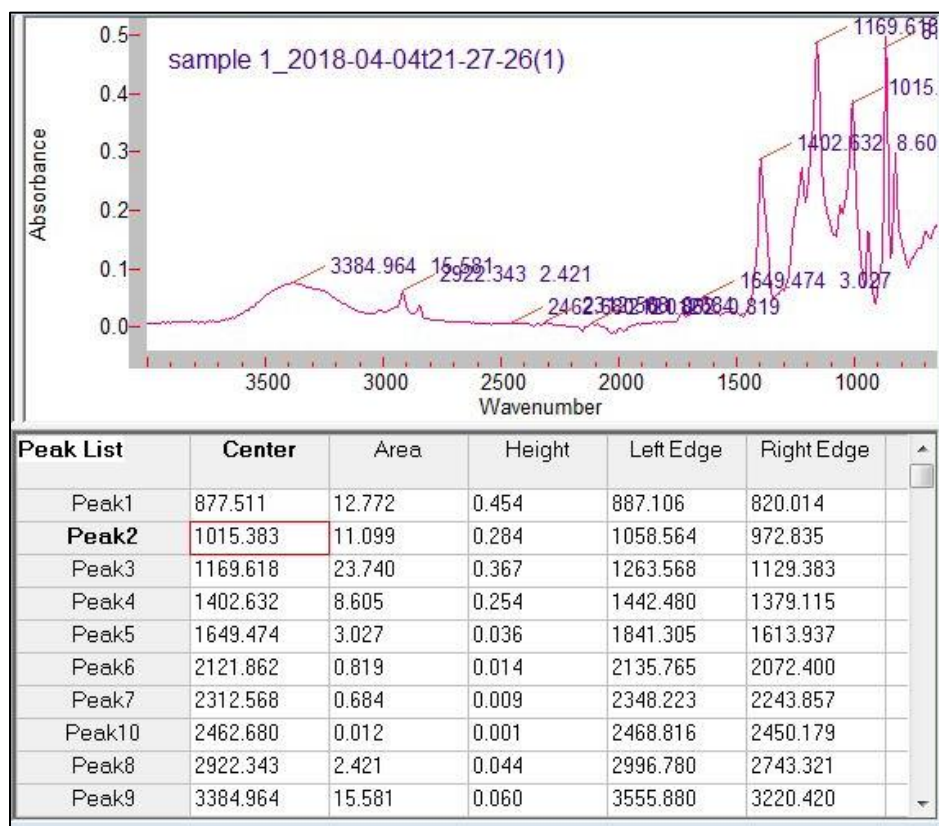 0.5
0.4
0.3
0.2
0.1
0.0
Absorbance
sample 1_2018-04-04t21-27-26(1)
1169.618
1015.
1402.632 8.60
3384.964 15.581
2922.343 2.421
1649.474 3.027
0.819
3500 3000 2500 2000 1500 1000
Wavenumber
Peak List Center Area Height Left Edge Right Edge
Peak1 877.511 12.772 0.454 887.106 820.014
Peak2 1015.383 11.099 0.284 1058.564 972.835
Peak3 1169.618 23.740 0.367 1263.568 1129.383
Peak4 1402.632 8.605 0.254 1442.480 1379.115
Peak5 1649.474 3.027 0.036 1841.305 1613.937
Peak6 2121.862 0.819 0.014 2135.765 2072.400
Peak7 2312.568 0.684 0.009 2348.223 2243.857
Peak10 2462.680 0.012 0.001 2468.816 2450.179
Peak8 2922.343 2.421 0.044 2996.780 2743.321
Peak9 3384.964 15.581 0.060 3555.880 3220.420